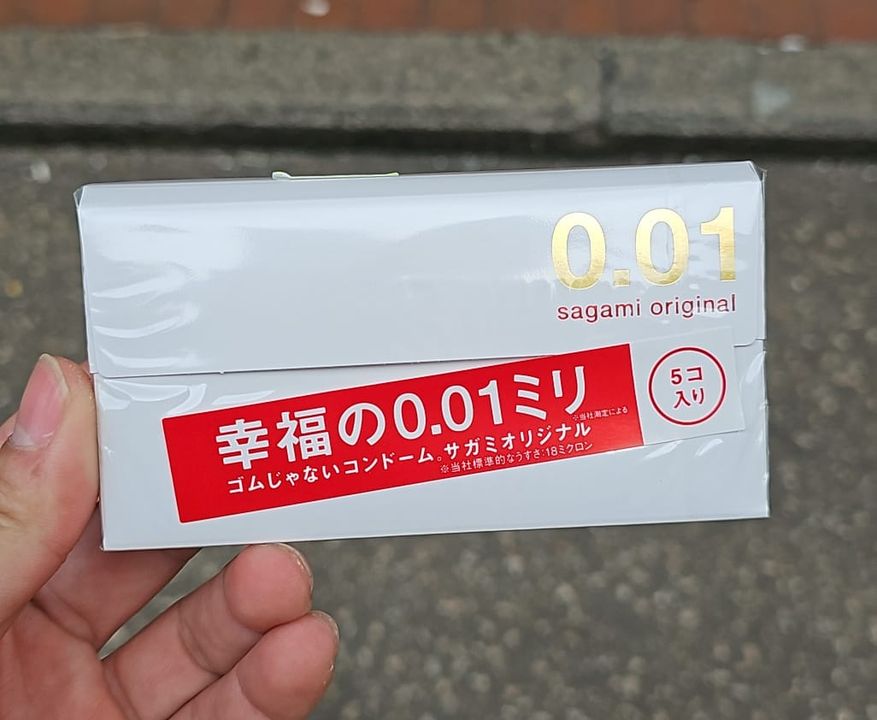 0.01
sagami original
幸福の0.01ミリ
※当社測定による
ゴムじゃないコンドーム。サガミオリジナル
※当社標準的なうすさ:18ミクロン
5コ
入り